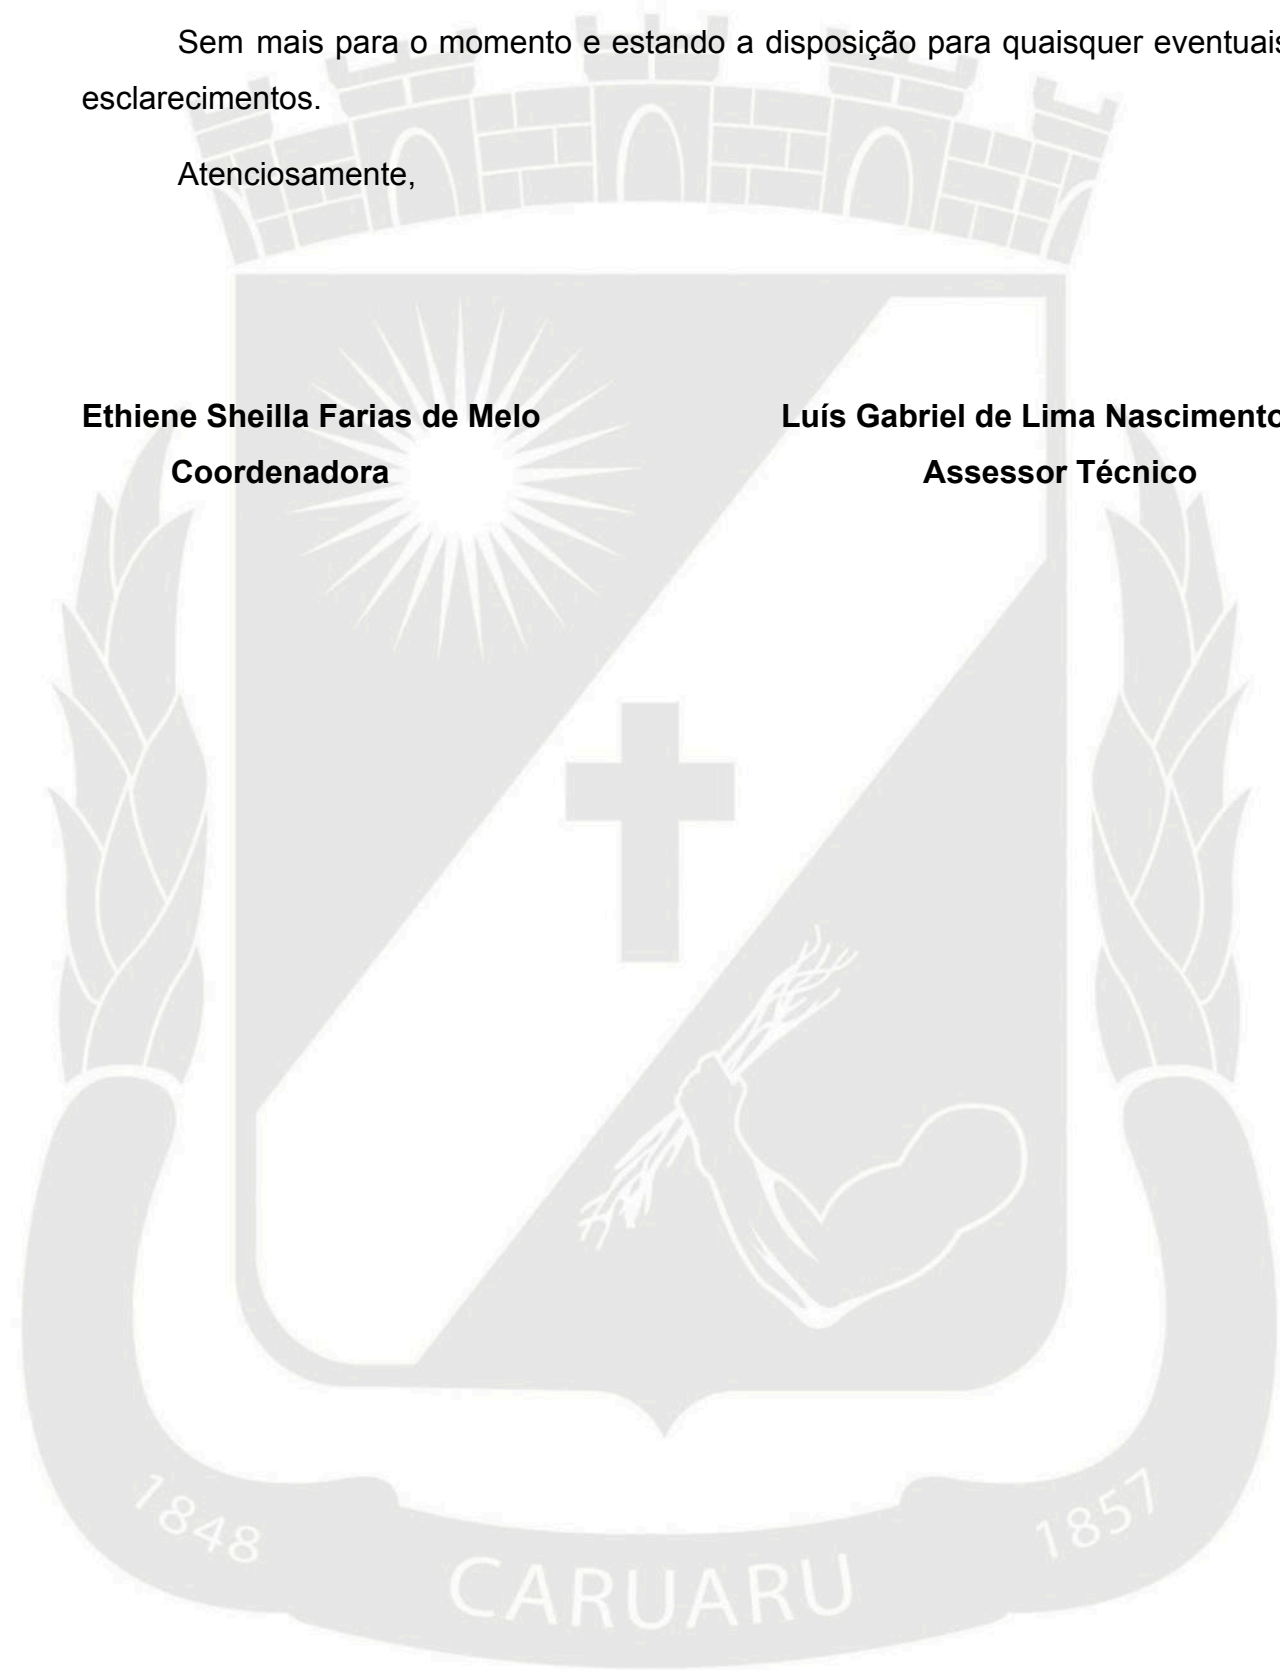 Sem mais para o momento e estando a disposição para quaisquer eventuais
esclarecimentos.
Atenciosamente,
Ethiene Sheilla Farias de Melo
Luís Gabriel de Lima Nascimento
Coordenadora
Assessor Técnico
1848
CARUARU
1857